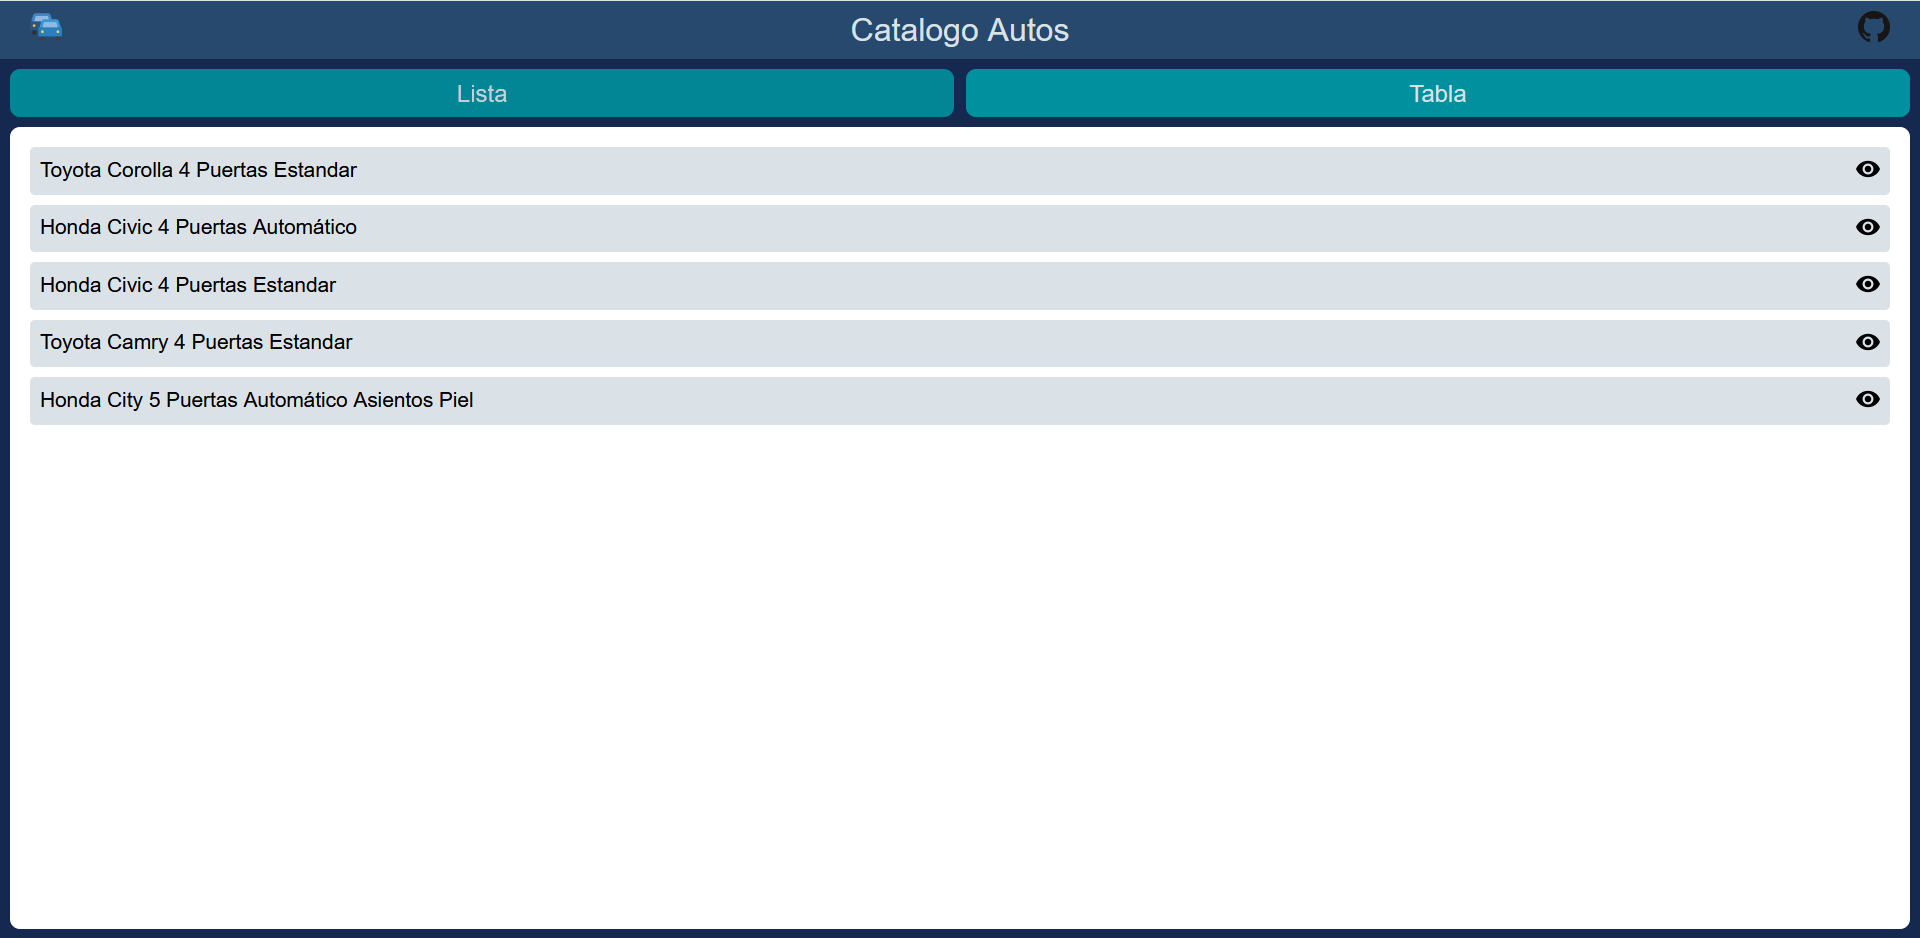 Catalogo Autos
Lista
Tabla
Toyota Corolla 4 Puertas Estandar
Honda Civic 4 Puertas Automático
Honda Civic 4 Puertas Estandar
Toyota Camry 4 Puertas Estandar
Honda City 5 Puertas Automático Asientos Piel